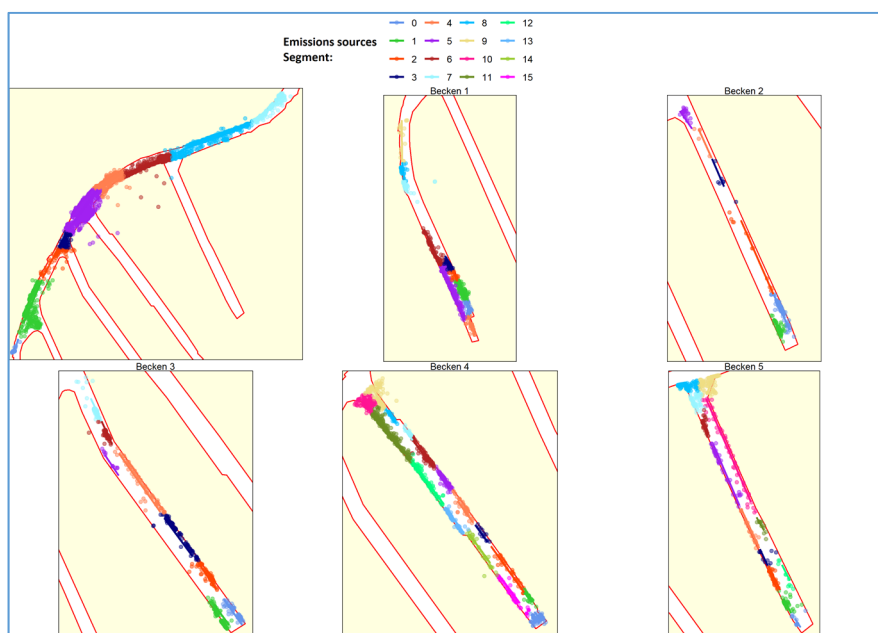 0 4 8 12
Emissions sources 1 5 9 13
Segment: 2 6 10 14
3 7 11 15
Becken 1 Becken 2
Becken 3 Becken 4 Becken 5